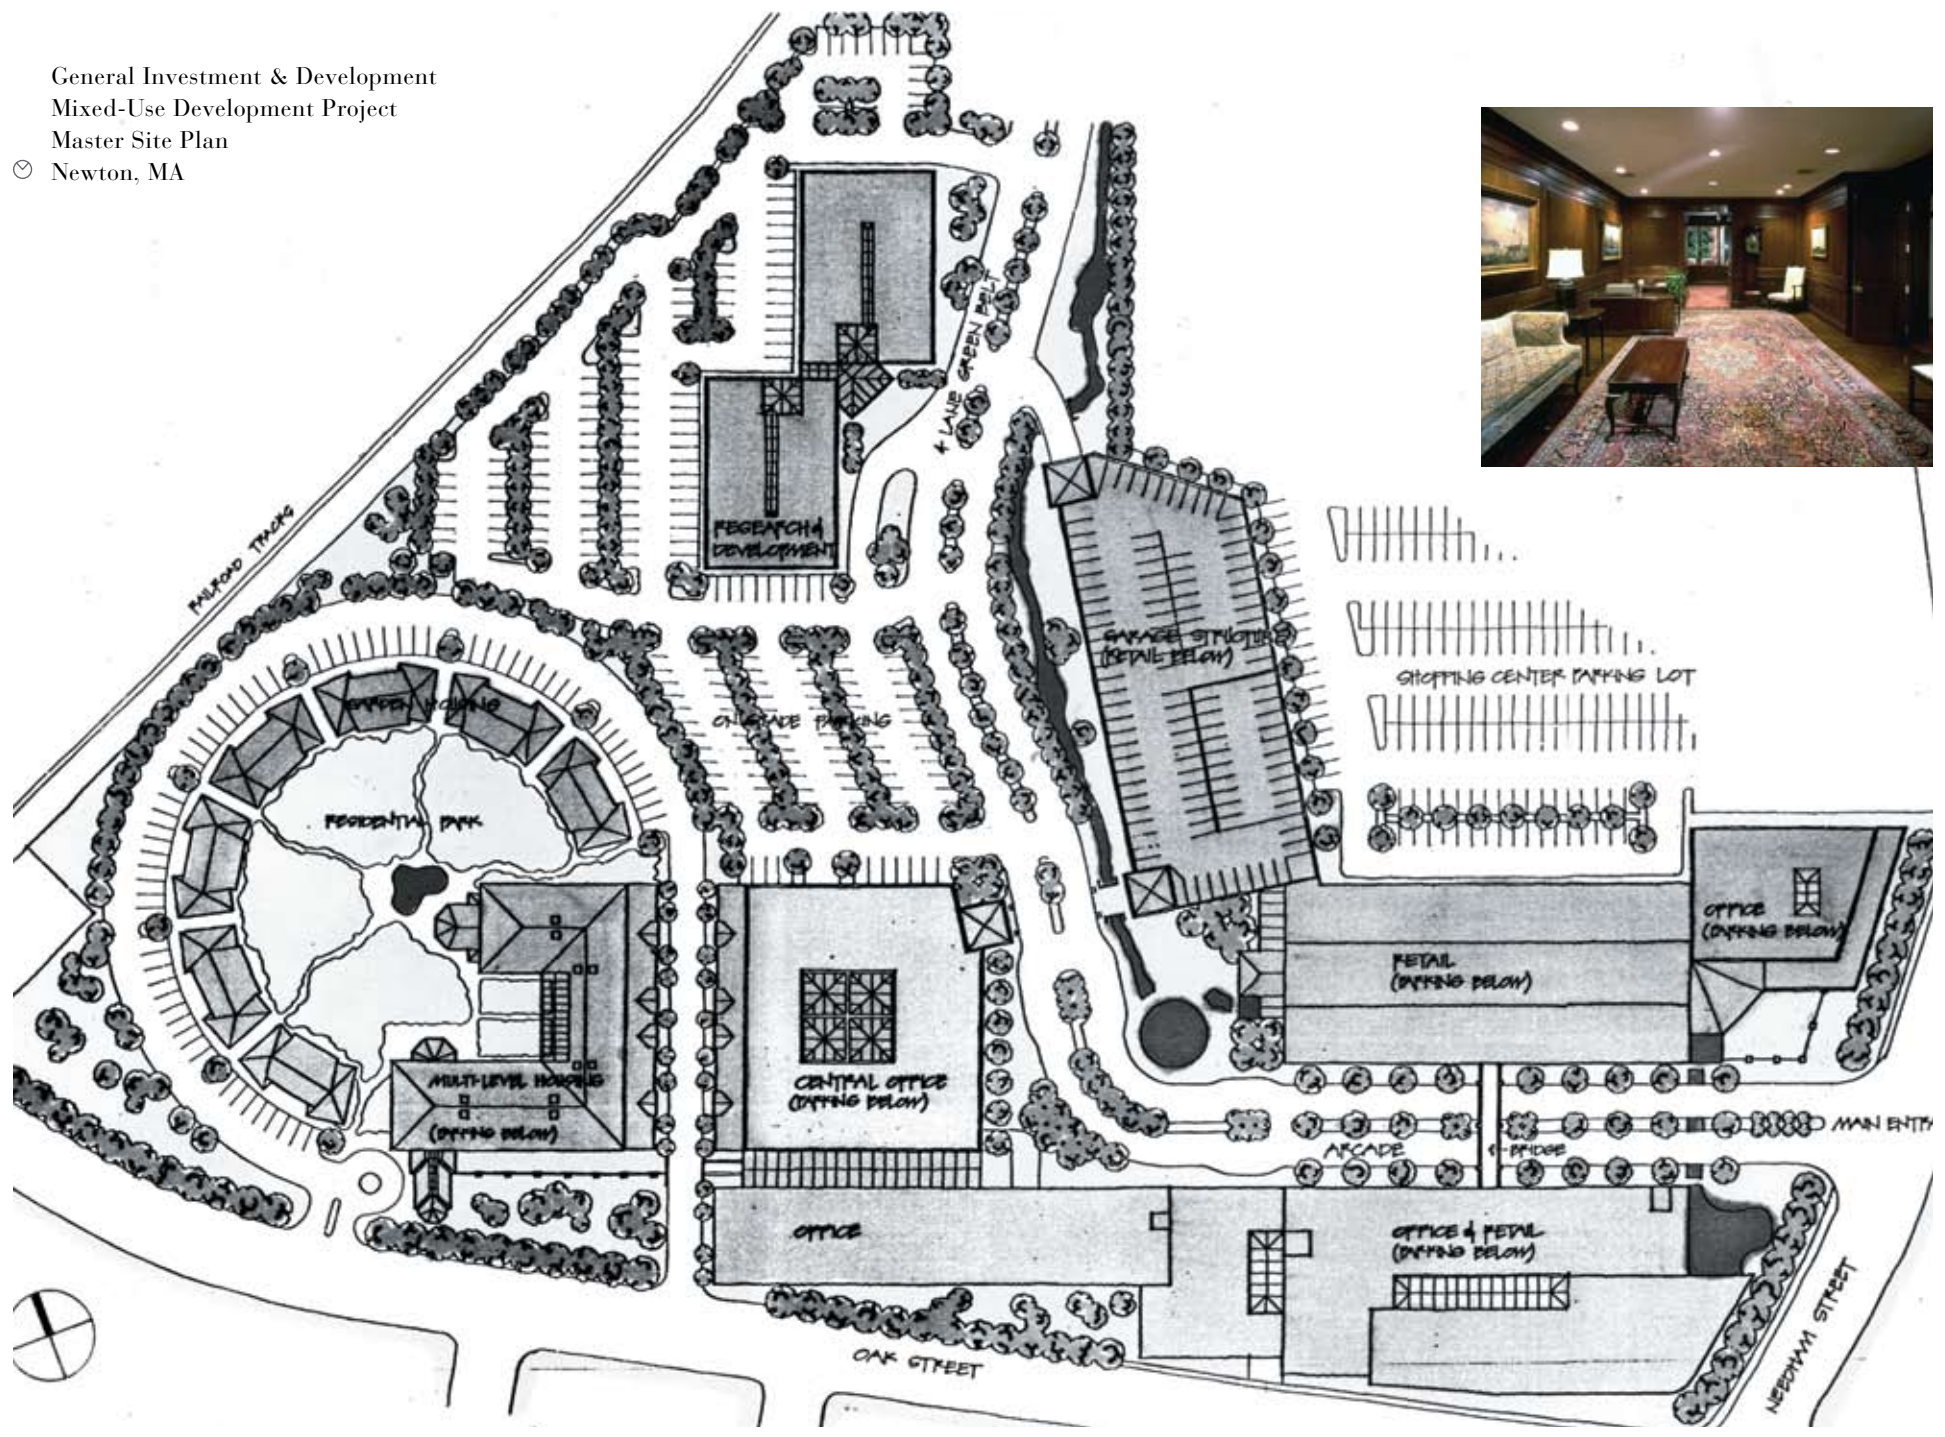 General Investment & Development
Mixed-Use Development Project
Master Site Plan
Newton, MA
RAILROAD TRACKS
4 LANE GREEN BELT
RESEARCH &
DEVELOPMENT
GARAGE STRUCTURE
(RETAIL BELOW)
SHOPPING CENTER PARKING LOT
GARDEN HOUSING
ON GRADE PARKING
RESIDENTIAL PARK
OFFICE
(PARKING BELOW)
RETAIL
(PARKING BELOW)
MULTI-LEVEL HOUSING
(PARKING BELOW)
CENTRAL OFFICE
(PARKING BELOW)
MAIN ENTR
ARCADE
BRIDGE
OFFICE
OFFICE & RETAIL
(PARKING BELOW)
OAK STREET
NEEDHAM STREET